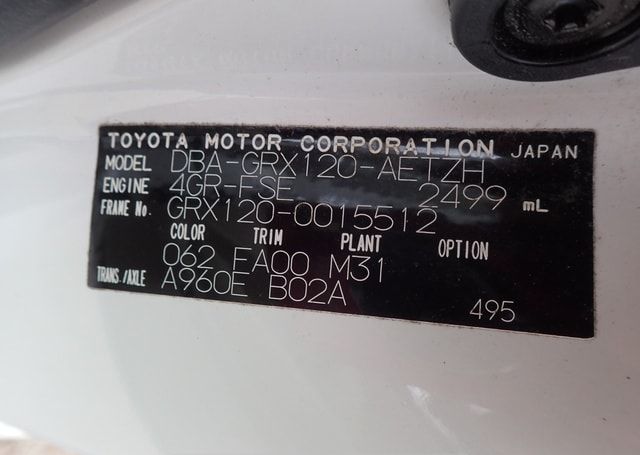 TOYOTA MOTOR CORPORATION JAPAN
MODEL DBA-GRX120-AETZH
ENGINE 4GR-FSE 2499 mL
FRAME No. GRX120-0015512
COLOR TRIM PLANT OPTION
062 FA00 M31
TRANS./AXLE A960E B02A
495